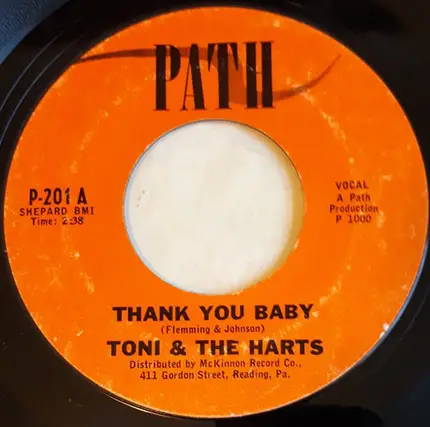 PATH
P-201 A
SHEPARD BMI
Time: 2:38
VOCAL
A Path
Production
P 1000
THANK YOU BABY
(Flemming & Johnson)
TONI & THE HARTS
Distributed by McKinnon Record Co.,
411 Gordon Street, Reading, Pa.